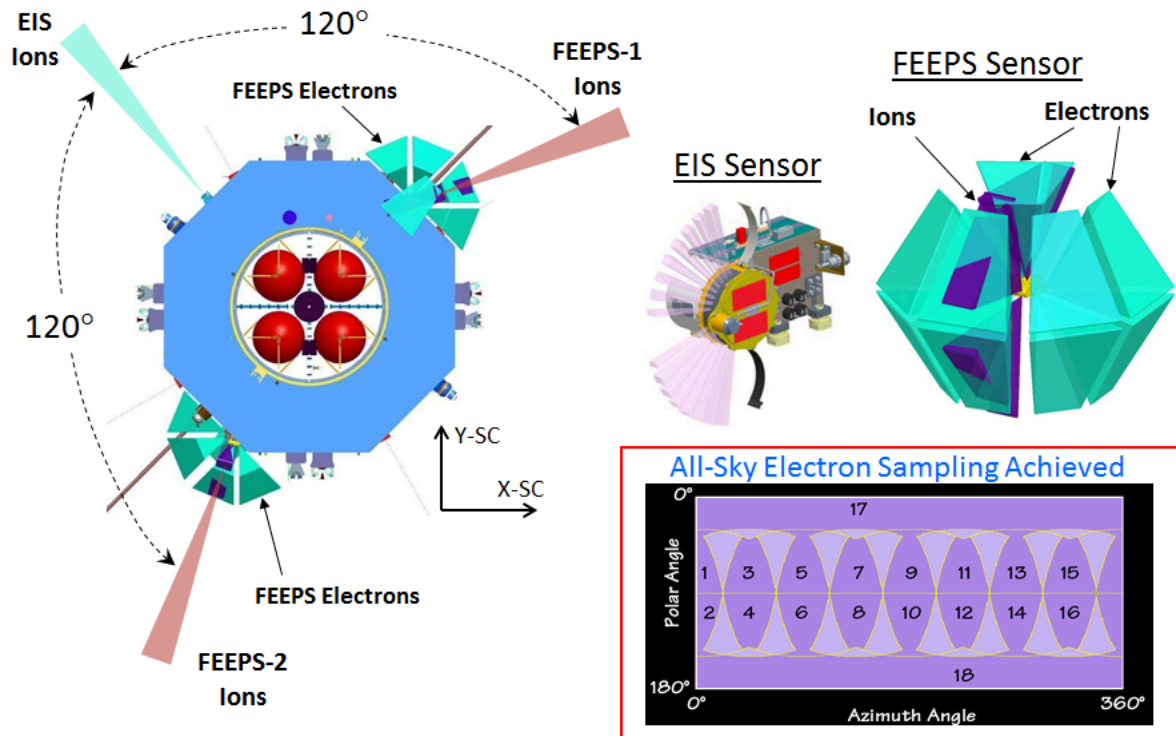 EIS
Ions
120°
FEEPS-1
Ions
FEEPS Electrons
120°
Y-SC
X-SC
FEEPS Electrons
FEEPS-2
Ions
EIS Sensor
FEEPS Sensor
Ions
Electrons
All-Sky Electron Sampling Achieved
0°
17
Polar Angle
1 3 5 7 9 11 13 15
2 4 6 8 10 12 14 16
18
180°
0°
360°
Azimuth Angle